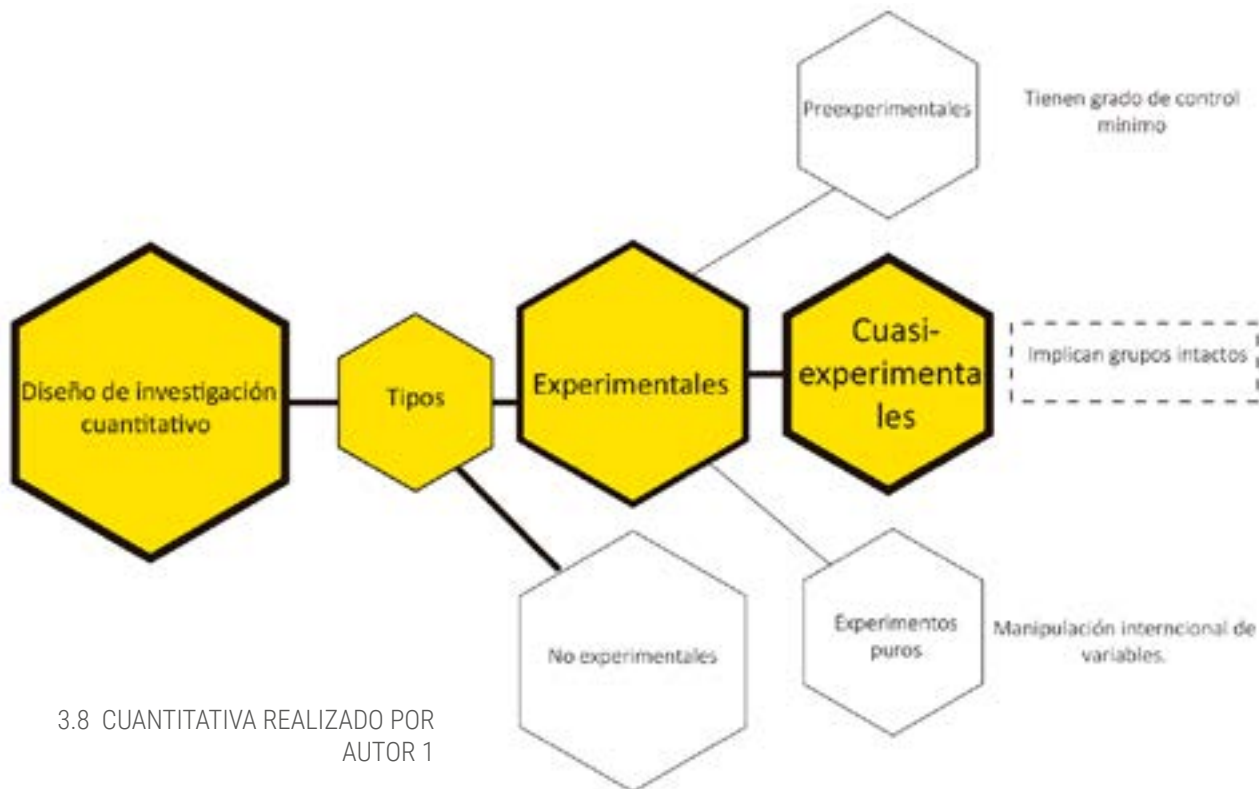 Preexperimentales
Tienen grado de control
mínimo
Diseño de investigación
cuantitativo
Tipos
Experimentales
Cuasi-
experimenta
les
Implican grupos intactos
No experimentales
Experimentos
puros
Manipulación interncional de
variables.
3.8 CUANTITATIVA REALIZADO POR
AUTOR 1